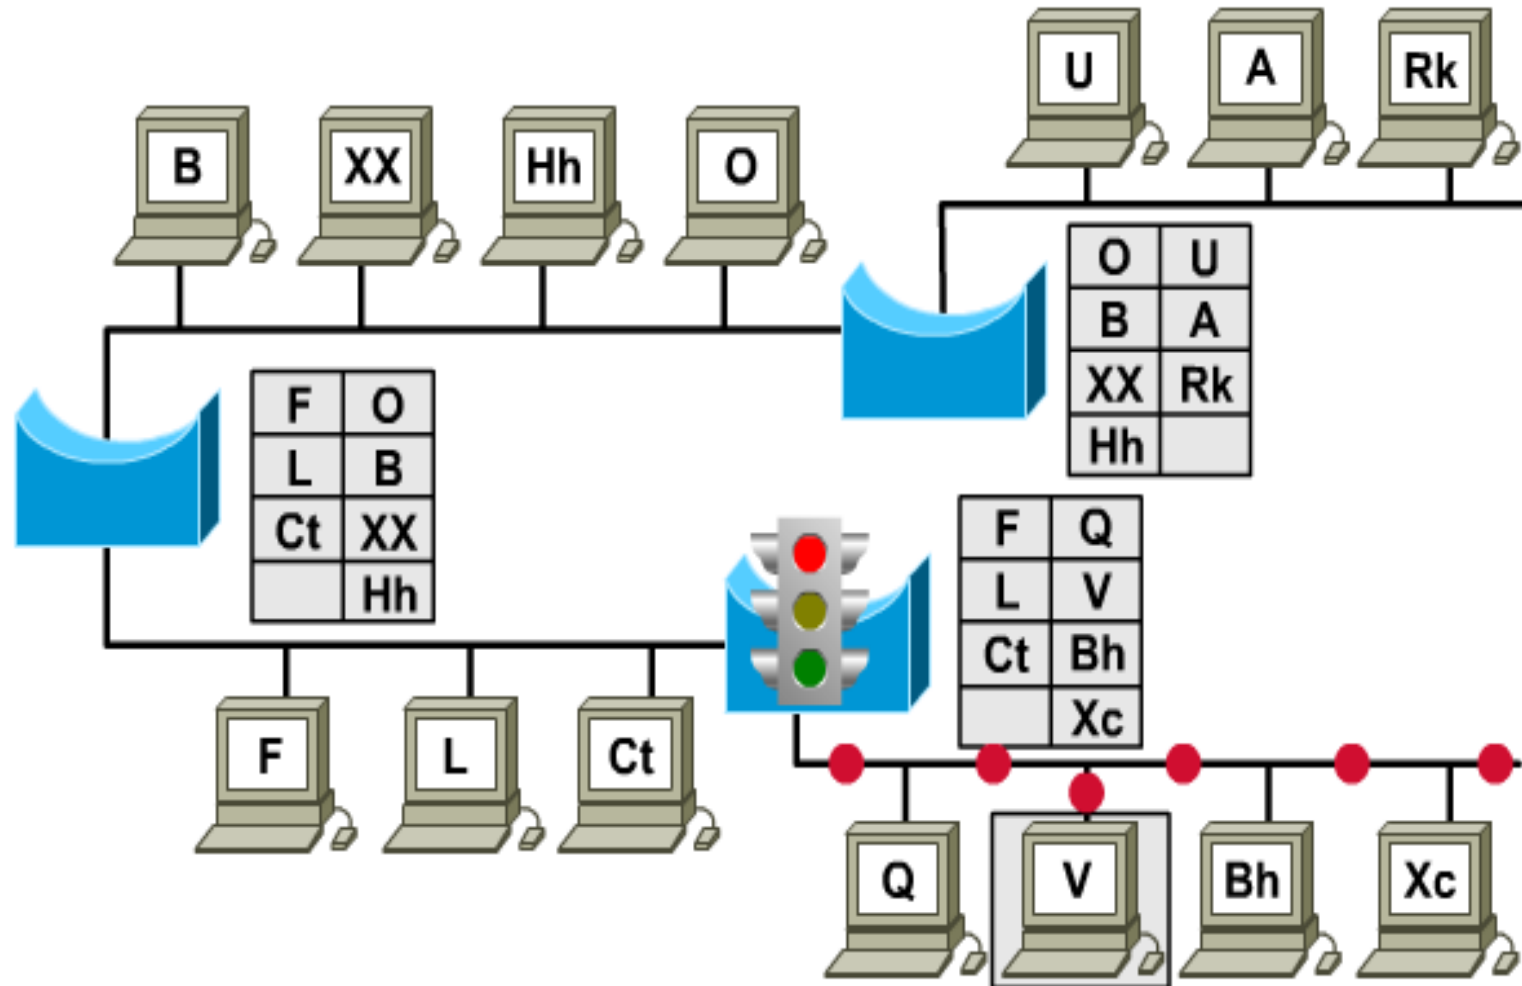 U A Rk
B XX Hh O
O U
B A
XX Rk
Hh
F O
L B
Ct XX
Hh
F Q
L V
Ct Bh
Xc
F L Ct
Q V Bh Xc